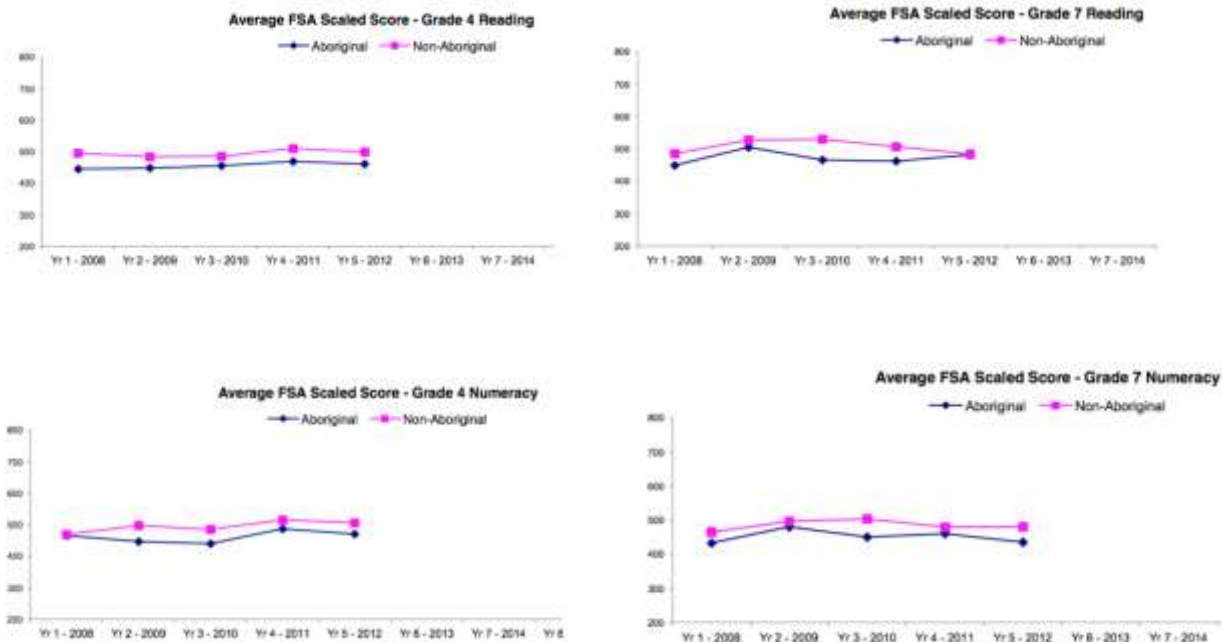 Average FSA Scaled Score - Grade 4 Reading
Aboriginal Non-Aboriginal
800
700
600
500
400
300
200
Yr 1 - 2008 Yr 2 - 2009 Yr 3 - 2010 Yr 4 - 2011 Yr 5 - 2012 Yr 6 - 2013 Yr 7 - 2014
Average FSA Scaled Score - Grade 7 Reading
Aboriginal Non-Aboriginal
800
700
600
500
400
300
200
Yr 1 - 2008 Yr 2 - 2009 Yr 3 - 2010 Yr 4 - 2011 Yr 5 - 2012 Yr 6 - 2013 Yr 7 - 2014
Average FSA Scaled Score - Grade 4 Numeracy
Aboriginal Non-Aboriginal
700
600
500
400
300
200
Yr 1 - 2008 Yr 2 - 2009 Yr 3 - 2010 Yr 4 - 2011 Yr 5 - 2012 Yr 6 - 2013 Yr 7 - 2014
Average FSA Scaled Score - Grade 7 Numeracy
Aboriginal Non-Aboriginal
800
700
600
500
400
300
200
Yr 1 - 2008 Yr 2 - 2009 Yr 3 - 2010 Yr 4 - 2011 Yr 5 - 2012 Yr 6 - 2013 Yr 7 - 2014